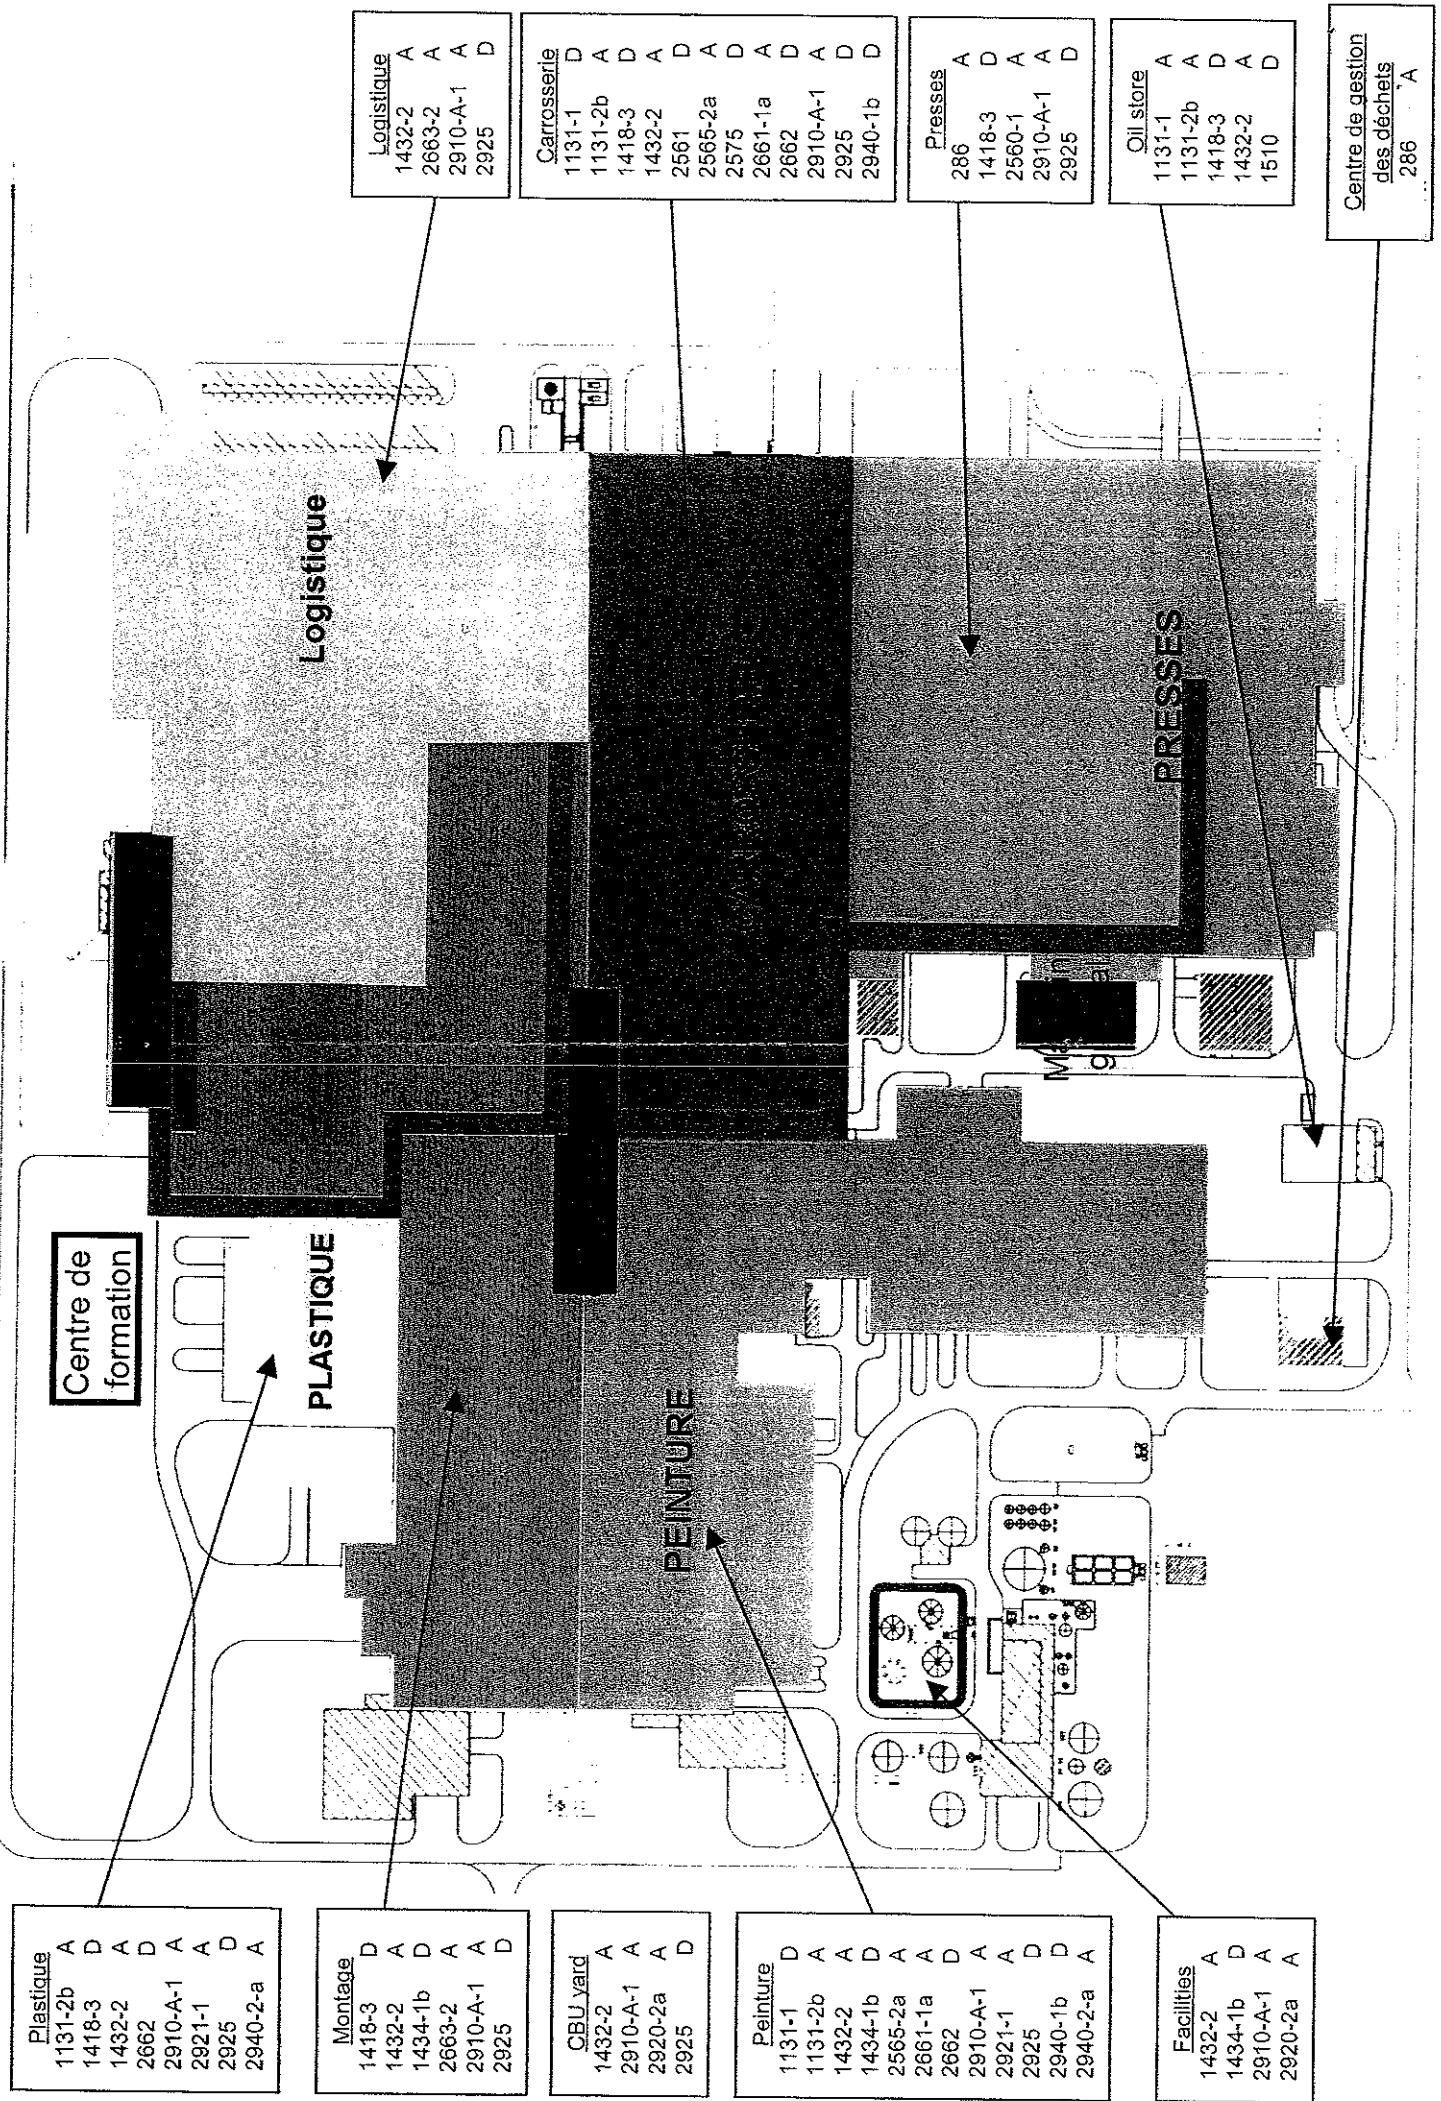 Plastique
1131-2b A
1418-3 D
1432-2 A
2662 D
2910-A-1 A
2921-1 A
2925 D
2940-2-a A
Montage
1418-3 D
1432-2 A
1434-1b D
2663-2 A
2910-A-1 A
2925 D
CBU yard
1432-2 A
2910-A-1 A
2920-2a A
2925 D
Peinture
1131-1 D
1131-2b A
1432-2 A
1434-1b D
2565-2a A
2661-1a A
2662 D
2910-A-1 A
2921-1 A
2925 D
2940-1b D
2940-2-a A
Facilities
1432-2 A
1434-1b D
2910-A-1 A
2920-2a A
Centre de
formation
PLASTIQUE
PEINTURE
Logistique
PRESSES
Logistique
1432-2 A
2663-2 A
2910-A-1 A
2925 D
Carrosserie
1131-1 D
1131-2b A
1418-3 D
1432-2 A
2561 D
2565-2a A
2575 D
2661-1a A
2662 D
2910-A-1 A
2925 D
2940-1b D
Presses
286 A
1418-3 D
2560-1 A
2910-A-1 A
2925 D
Oil store
1131-1 A
1131-2b A
1418-3 D
1432-2 A
1510 D
Centre de gestion
des déchets
286 A